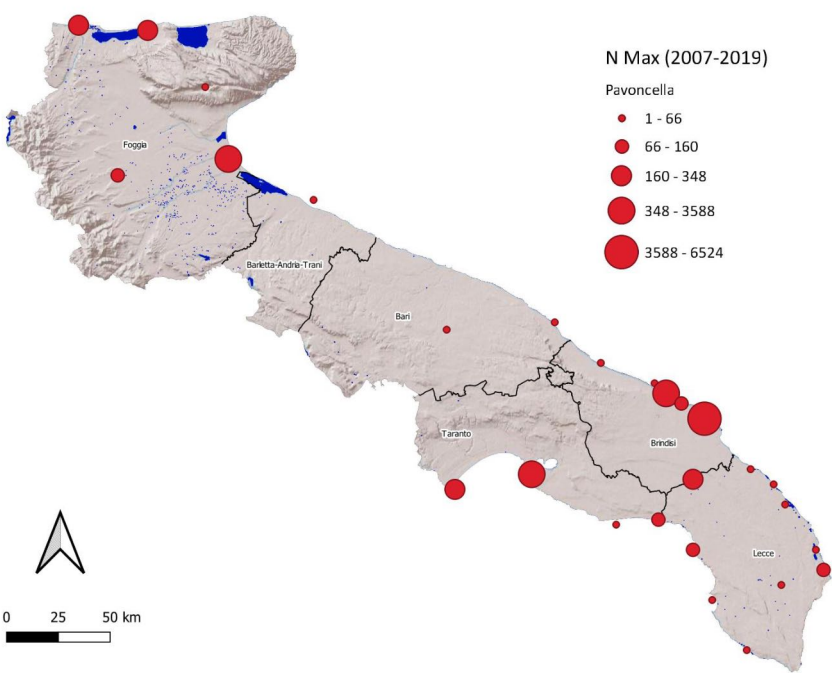 N Max (2007-2019)
Pavoncella
1 - 66
66 - 160
160 - 348
348 - 3588
3588 - 6524
Foggia
Barletta-Andria-Trani
Bari
Taranto
Brindisi
Lecce
0 25 50 km